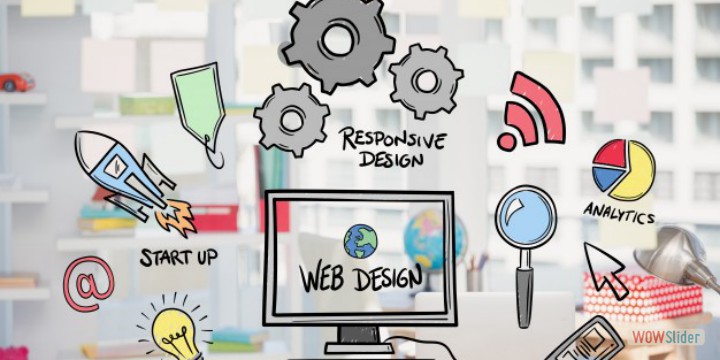 RESPONSIVE
DESIGN
ANALYTICS
START UP
WEB DESIGN
@
WOWSlider